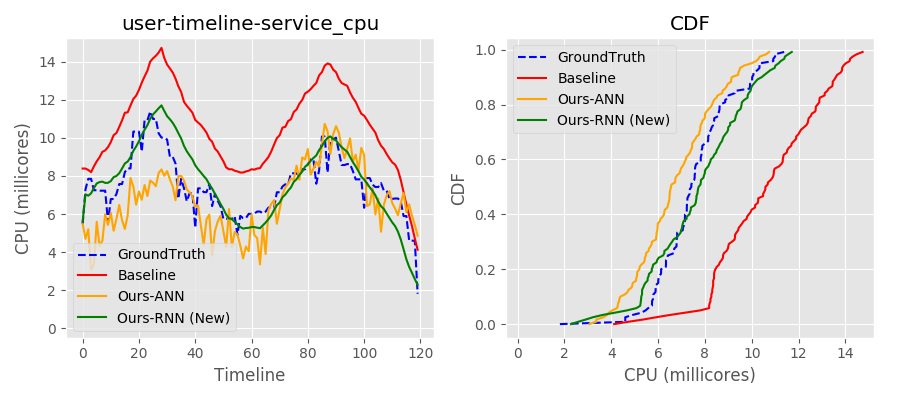 user-timeline-service_cpu
CPU (millicores)
14
12
10
8
6
4
2
0
GroundTruth
Baseline
Ours-ANN
Ours-RNN (New)
0 20 40 60 80 100 120
Timeline
CDF
CDF
1.0
0.8
0.6
0.4
0.2
0.0
GroundTruth
Baseline
Ours-ANN
Ours-RNN (New)
0 2 4 6 8 10 12 14
CPU (millicores)